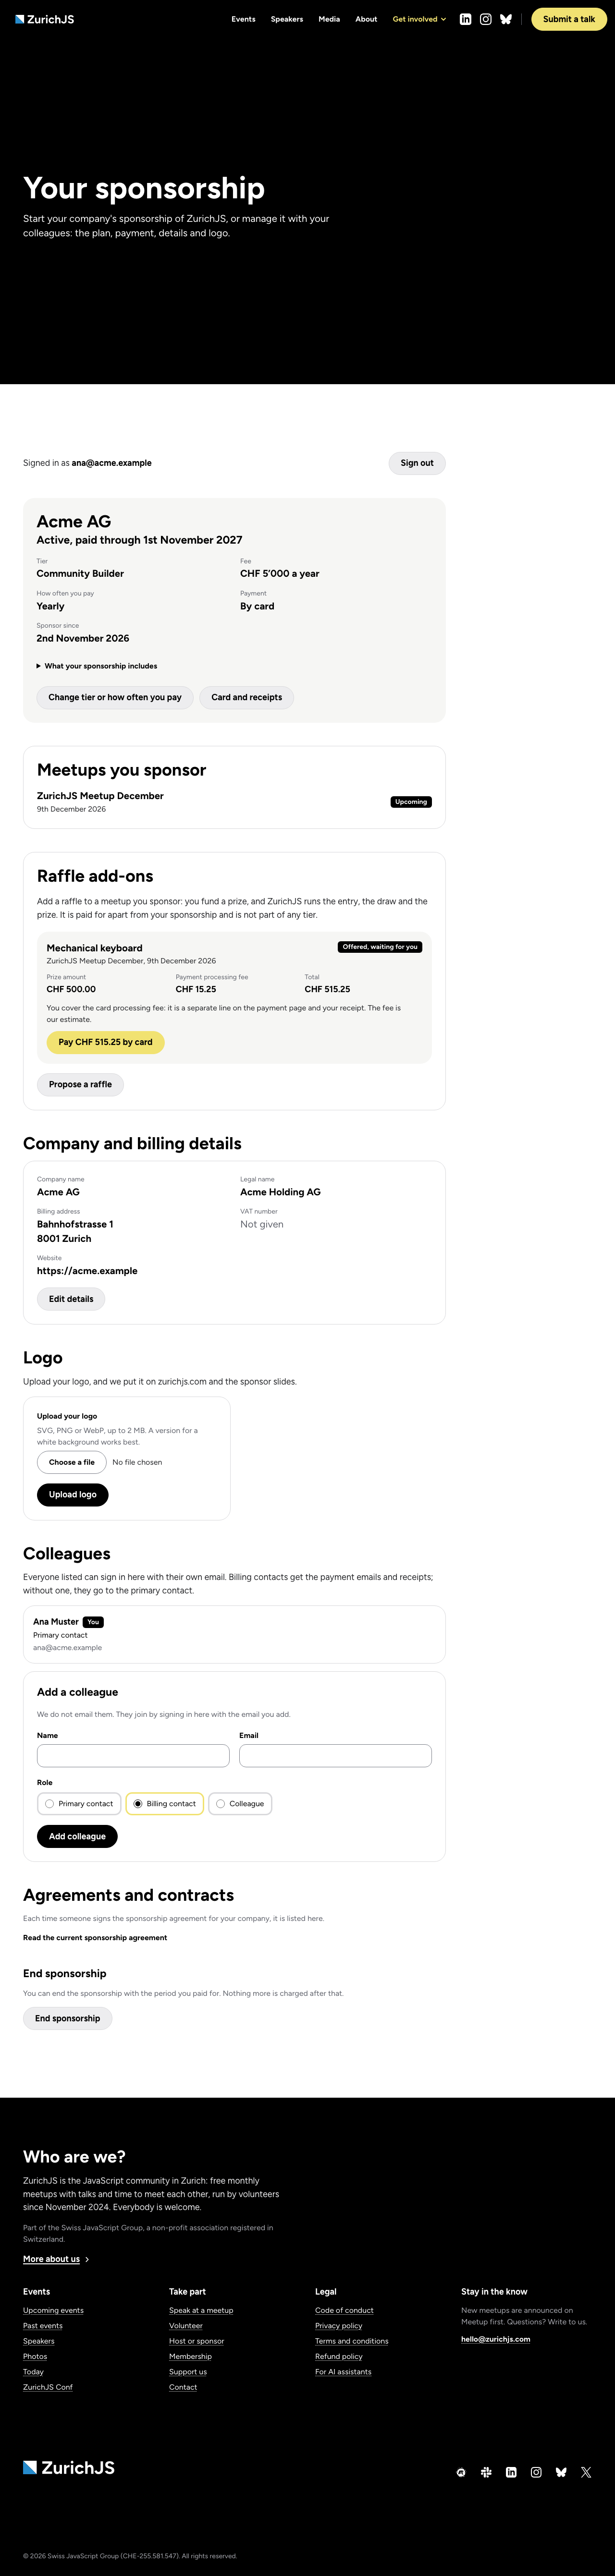 ZurichJS
Events
Speakers
Media
About
Get involved
Submit a talk
Your sponsorship
Start your company's sponsorship of ZurichJS, or manage it with your
colleagues: the plan, payment, details and logo.
Signed in as ana@acme.example
Sign out
Acme AG
Active, paid through 1st November 2027
Tier
Community Builder
Fee
CHF 5’000 a year
How often you pay
Yearly
Payment
By card
Sponsor since
2nd November 2026
What your sponsorship includes
Change tier or how often you pay
Card and receipts
Meetups you sponsor
ZurichJS Meetup December
9th December 2026
Upcoming
Raffle add-ons
Add a raffle to a meetup you sponsor: you fund a prize, and ZurichJS runs the entry, the draw and the
prize. It is paid for apart from your sponsorship and is not part of any tier.
Mechanical keyboard
Offered, waiting for you
ZurichJS Meetup December, 9th December 2026
Prize amount
CHF 500.00
Payment processing fee
CHF 15.25
Total
CHF 515.25
You cover the card processing fee: it is a separate line on the payment page and your receipt. The fee is
our estimate.
Pay CHF 515.25 by card
Propose a raffle
Company and billing details
Company name
Acme AG
Legal name
Acme Holding AG
Billing address
Bahnhofstrasse 1
8001 Zurich
VAT number
Not given
Website
https://acme.example
Edit details
Logo
Upload your logo, and we put it on zurichjs.com and the sponsor slides.
Upload your logo
SVG, PNG or WebP, up to 2 MB. A version for a
white background works best.
Choose a file
No file chosen
Upload logo
Colleagues
Everyone listed can sign in here with their own email. Billing contacts get the payment emails and receipts;
without one, they go to the primary contact.
Ana Muster
You
Primary contact
ana@acme.example
Add a colleague
We do not email them. They join by signing in here with the email you add.
Name
Email
Role
Primary contact
Billing contact
Colleague
Add colleague
Agreements and contracts
Each time someone signs the sponsorship agreement for your company, it is listed here.
Read the current sponsorship agreement
End sponsorship
You can end the sponsorship with the period you paid for. Nothing more is charged after that.
End sponsorship
Who are we?
ZurichJS is the JavaScript community in Zurich: free monthly
meetups with talks and time to meet each other, run by volunteers
since November 2024. Everybody is welcome.
Part of the Swiss JavaScript Group, a non-profit association registered in
Switzerland.
More about us
Events
Upcoming events
Past events
Speakers
Photos
Today
ZurichJS Conf
Take part
Speak at a meetup
Volunteer
Host or sponsor
Membership
Support us
Contact
Legal
Code of conduct
Privacy policy
Terms and conditions
Refund policy
For AI assistants
Stay in the know
New meetups are announced on
Meetup first. Questions? Write to us.
hello@zurichjs.com
ZurichJS
© 2026 Swiss JavaScript Group (CHE-255.581.547). All rights reserved.